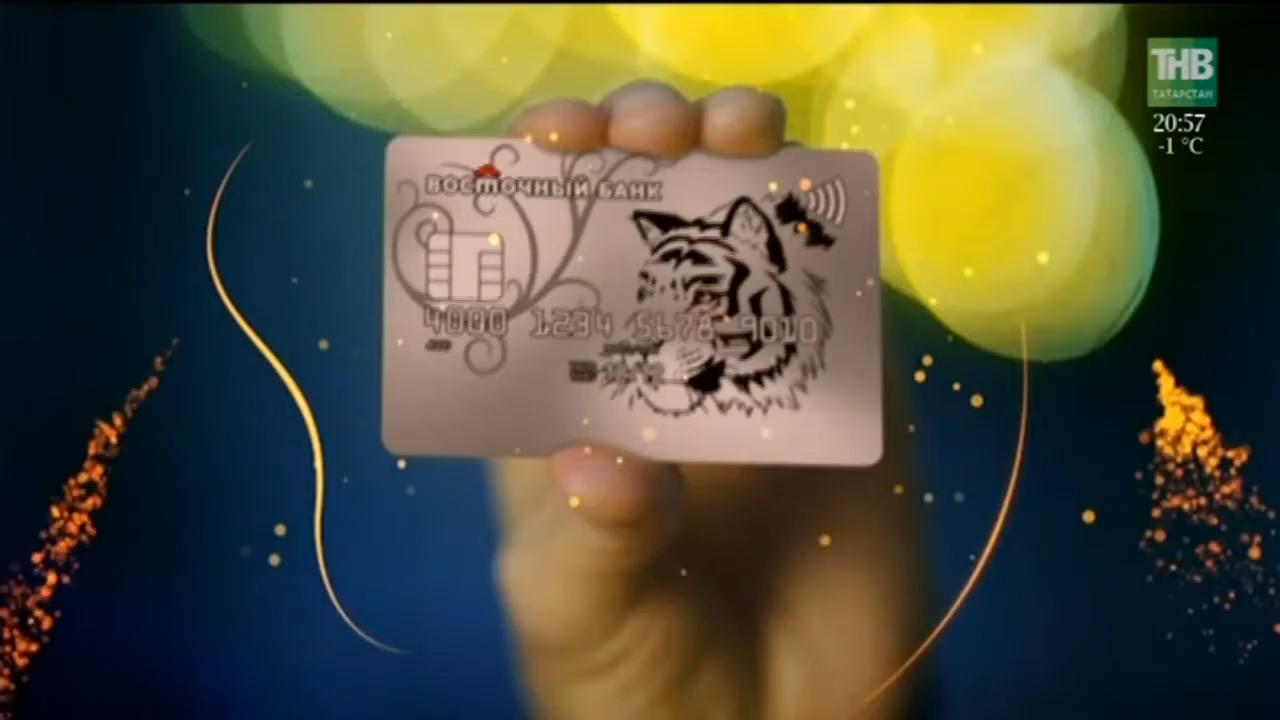 ТНВ
ТАТАРСТАН
20:57
-1 °C
ВОСТОЧНЫЙ БАНК
4000 1234 5678 9010